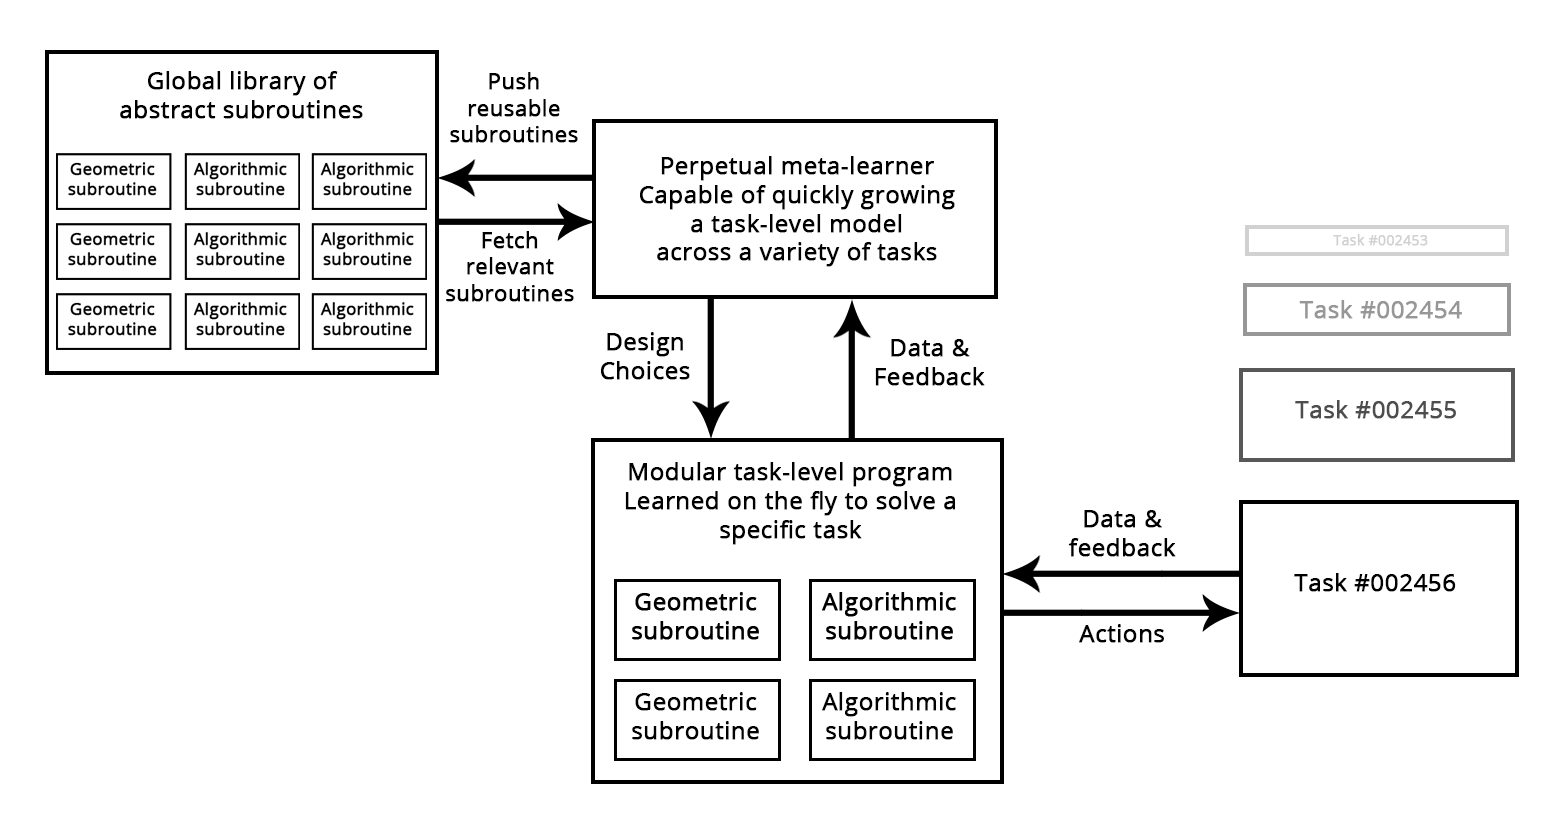 Global library of
abstract subroutines
Geometric
subroutine
Algorithmic
subroutine
Algorithmic
subroutine
Geometric
subroutine
Algorithmic
subroutine
Algorithmic
subroutine
Geometric
subroutine
Algorithmic
subroutine
Algorithmic
subroutine
Push
reusable
subroutines
Fetch
relevant
subroutines
Perpetual meta-learner
Capable of quickly growing
a task-level model
across a variety of tasks
Design
Choices
Data &
Feedback
Modular task-level program
Learned on the fly to solve a
specific task
Geometric
subroutine
Algorithmic
subroutine
Geometric
subroutine
Algorithmic
subroutine
Data &
feedback
Actions
Task #002453
Task #002454
Task #002455
Task #002456